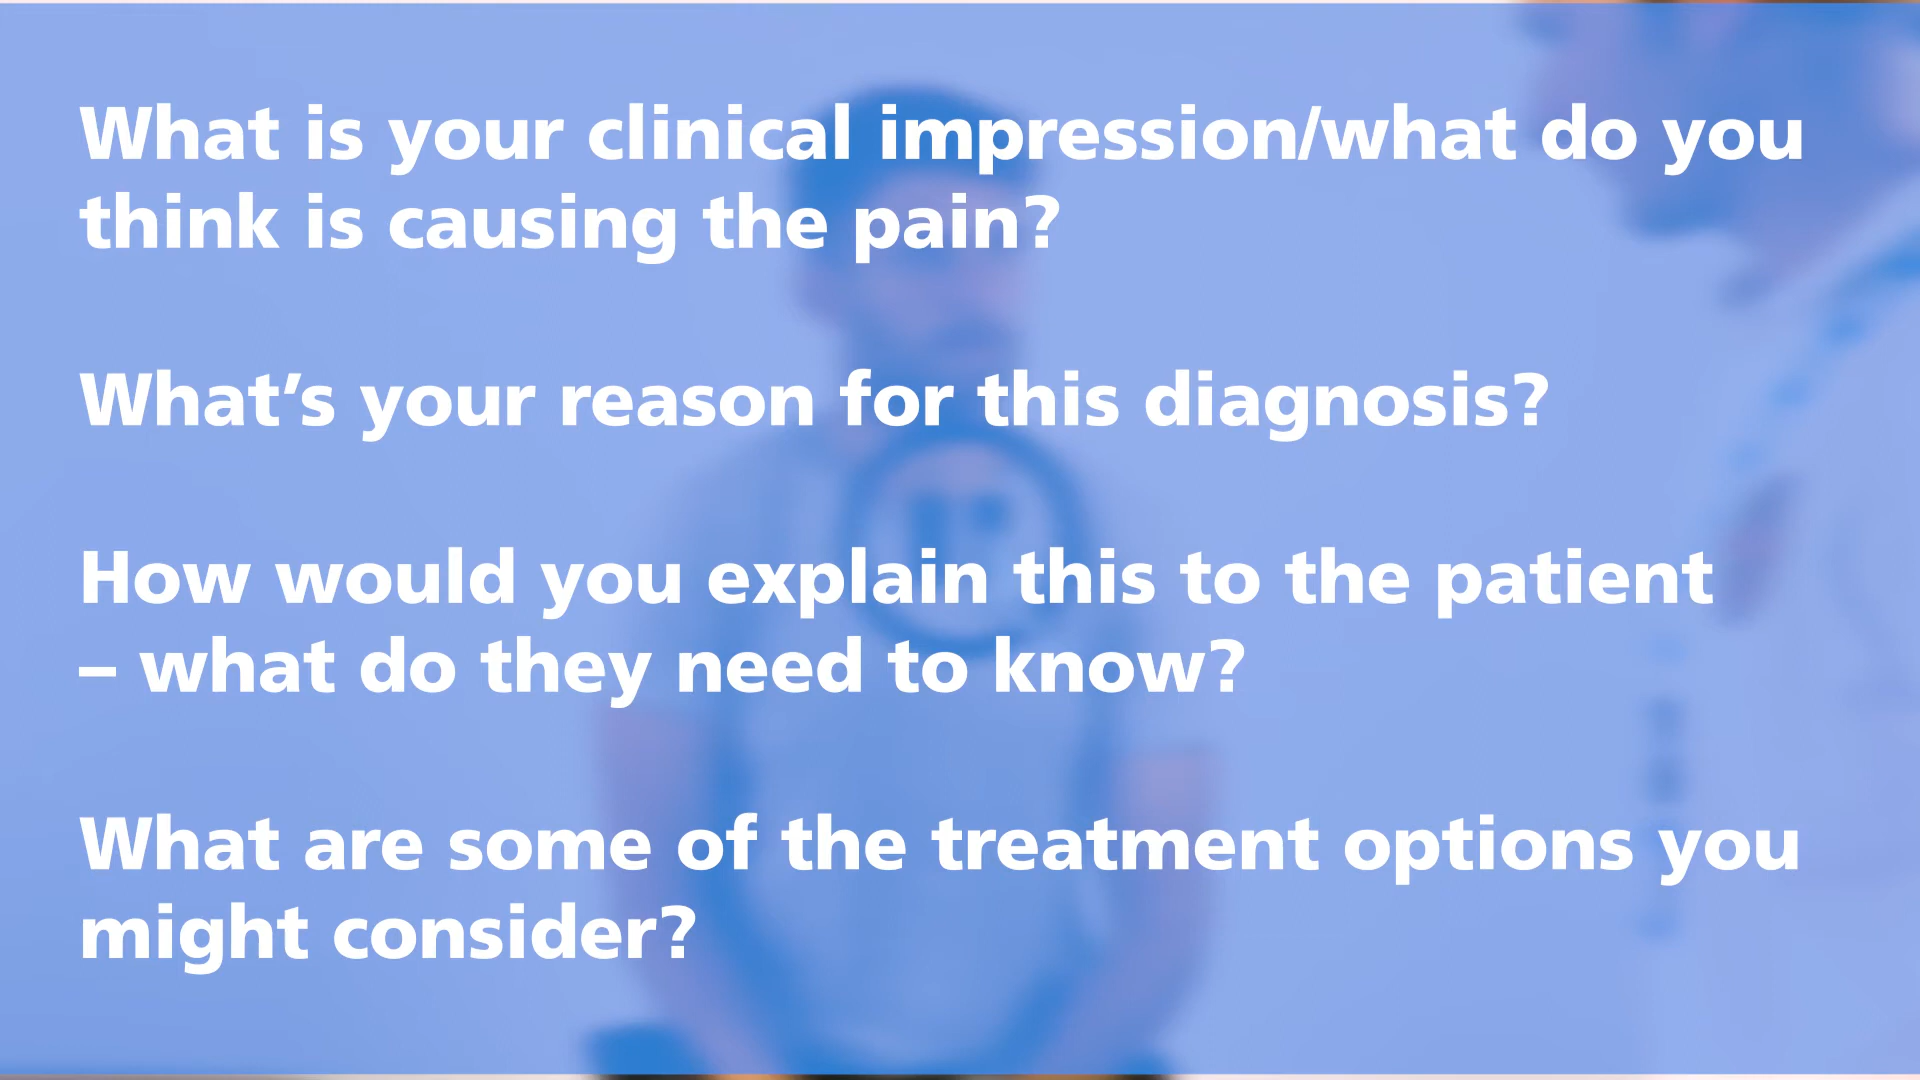 What is your clinical impression/what do you
think is causing the pain?
What’s your reason for this diagnosis?
How would you explain this to the patient
– what do they need to know?
What are some of the treatment options you
might consider?